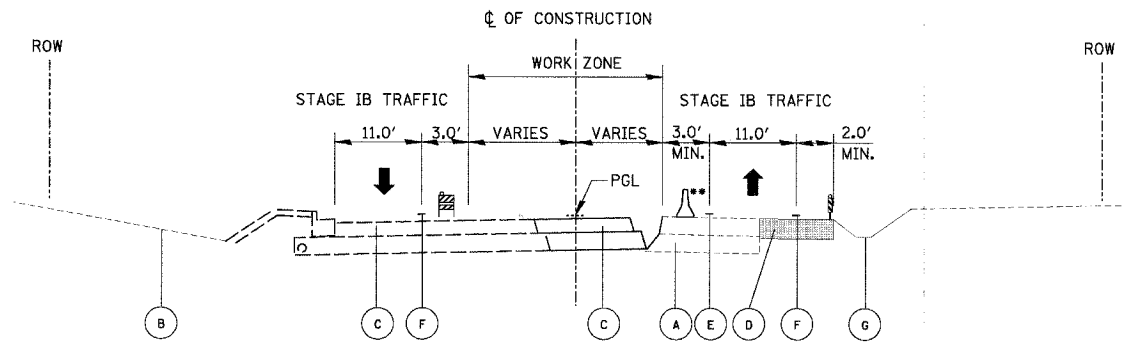 ℄ OF CONSTRUCTION
ROW
ROW
WORK ZONE
STAGE IB TRAFFIC
STAGE IB TRAFFIC
11.0'
3.0'
VARIES
VARIES
3.0'
MIN.
11.0'
2.0'
MIN.
PGL
**
B
C
F
C
A
E
D
F
G